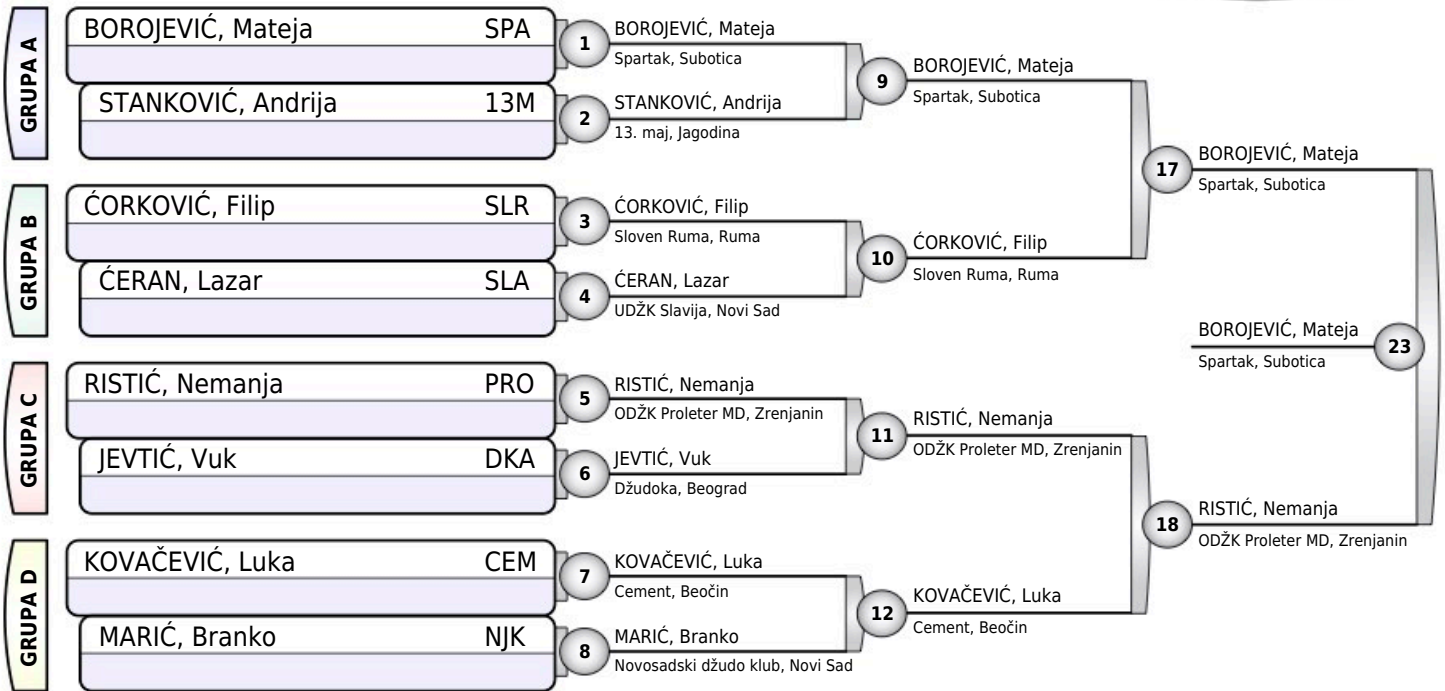 GRUPA A
BOROJEVIĆ, Mateja SPA
STANKOVIĆ, Andrija 13M
1
BOROJEVIĆ, Mateja
Spartak, Subotica
2
STANKOVIĆ, Andrija
13. maj, Jagodina
9
BOROJEVIĆ, Mateja
Spartak, Subotica
GRUPA B
ĆORKOVIĆ, Filip SLR
ĆERAN, Lazar SLA
3
ĆORKOVIĆ, Filip
Sloven Ruma, Ruma
4
ĆERAN, Lazar
UDŽK Slavija, Novi Sad
10
ĆORKOVIĆ, Filip
Sloven Ruma, Ruma
17
BOROJEVIĆ, Mateja
Spartak, Subotica
GRUPA C
RISTIĆ, Nemanja PRO
JEVTIĆ, Vuk DKA
5
RISTIĆ, Nemanja
ODŽK Proleter MD, Zrenjanin
6
JEVTIĆ, Vuk
Džudoka, Beograd
11
RISTIĆ, Nemanja
ODŽK Proleter MD, Zrenjanin
GRUPA D
KOVAČEVIĆ, Luka CEM
MARIĆ, Branko NJK
7
KOVAČEVIĆ, Luka
Cement, Beočin
8
MARIĆ, Branko
Novosadski džudo klub, Novi Sad
12
KOVAČEVIĆ, Luka
Cement, Beočin
18
RISTIĆ, Nemanja
ODŽK Proleter MD, Zrenjanin
BOROJEVIĆ, Mateja
Spartak, Subotica
23